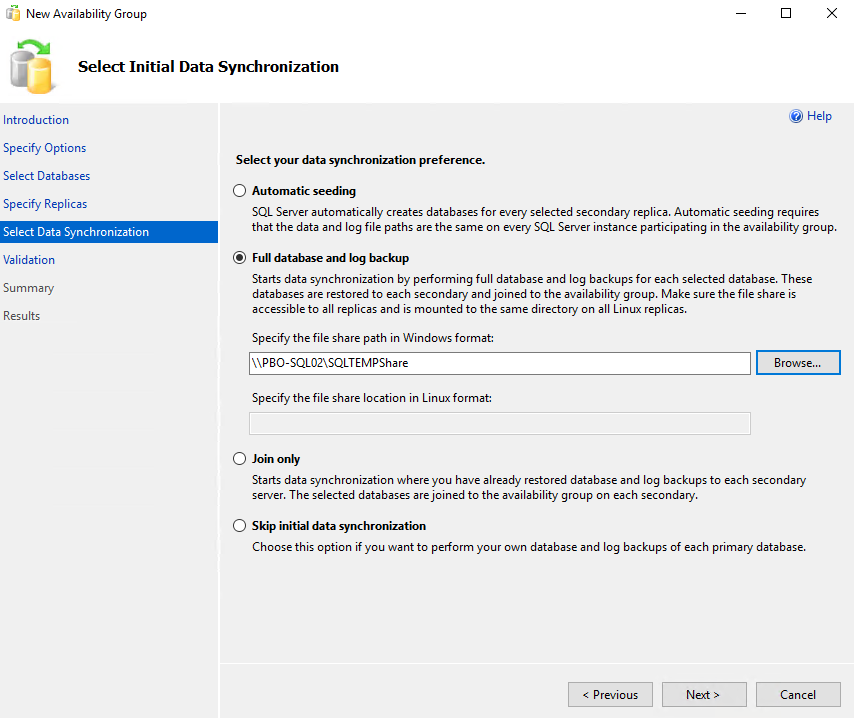 New Availability Group
Select Initial Data Synchronization
Introduction
Specify Options
Select Databases
Specify Replicas
Select Data Synchronization
Validation
Summary
Results
Help
Select your data synchronization preference.
Automatic seeding
SQL Server automatically creates databases for every selected secondary replica. Automatic seeding requires
that the data and log file paths are the same on every SQL Server instance participating in the availability group.
Full database and log backup
Starts data synchronization by performing full database and log backups for each selected database. These
databases are restored to each secondary and joined to the availability group. Make sure the file share is
accessible to all replicas and is mounted to the same directory on all Linux replicas.
Specify the file share path in Windows format:
\\PBO-SQL02\SQLTEMPShare
Browse...
Specify the file share location in Linux format:
Join only
Starts data synchronization where you have already restored database and log backups to each secondary
server. The selected databases are joined to the availability group on each secondary.
Skip initial data synchronization
Choose this option if you want to perform your own database and log backups of each primary database.
< Previous
Next >
Cancel